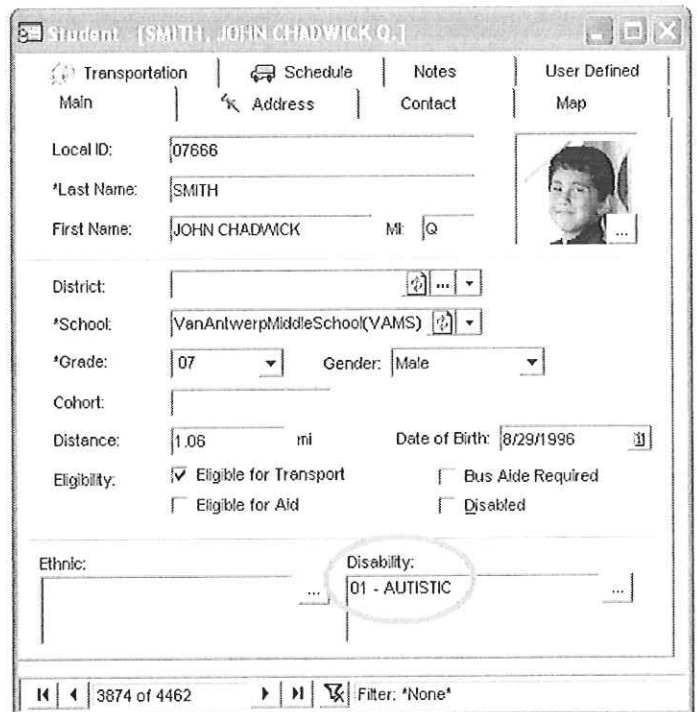 Student - [SMITH, JOHN CHADWICK Q.]
Transportation Schedule Notes User Defined
Main Address Contact Map
Local ID: 07666
*Last Name: SMITH
First Name: JOHN CHADWICK MI: Q
...
District: ...
*School: VanAntwerpMiddleSchool(VAMS)
*Grade: 07 Gender: Male
Cohort:
Distance: 1.06 mi Date of Birth: 8/29/1996
Eligibility: Eligible for Transport Bus Aide Required
Eligible for Aid Disabled
Ethnic: Disability:
... 01 - AUTISTIC ...
3874 of 4462 Filter: *None*